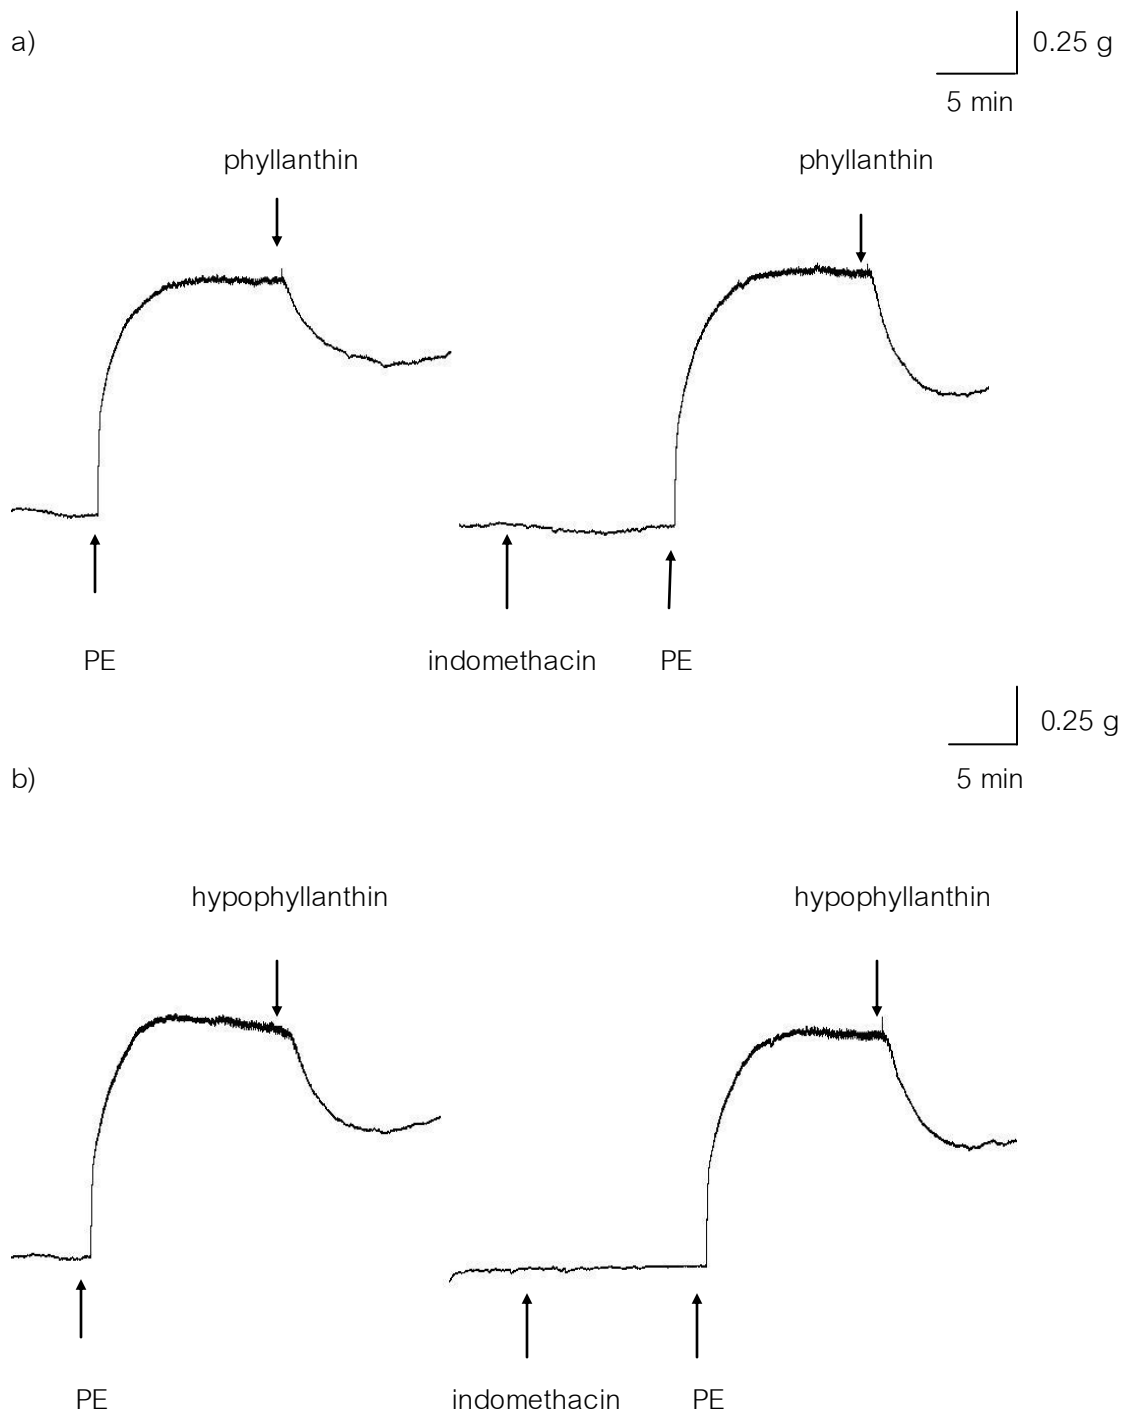 a)
0.25 g
5 min
phyllanthin phyllanthin
PE indomethacin PE
0.25 g
5 min
b)
hypophyllanthin hypophyllanthin
PE indomethacin PE